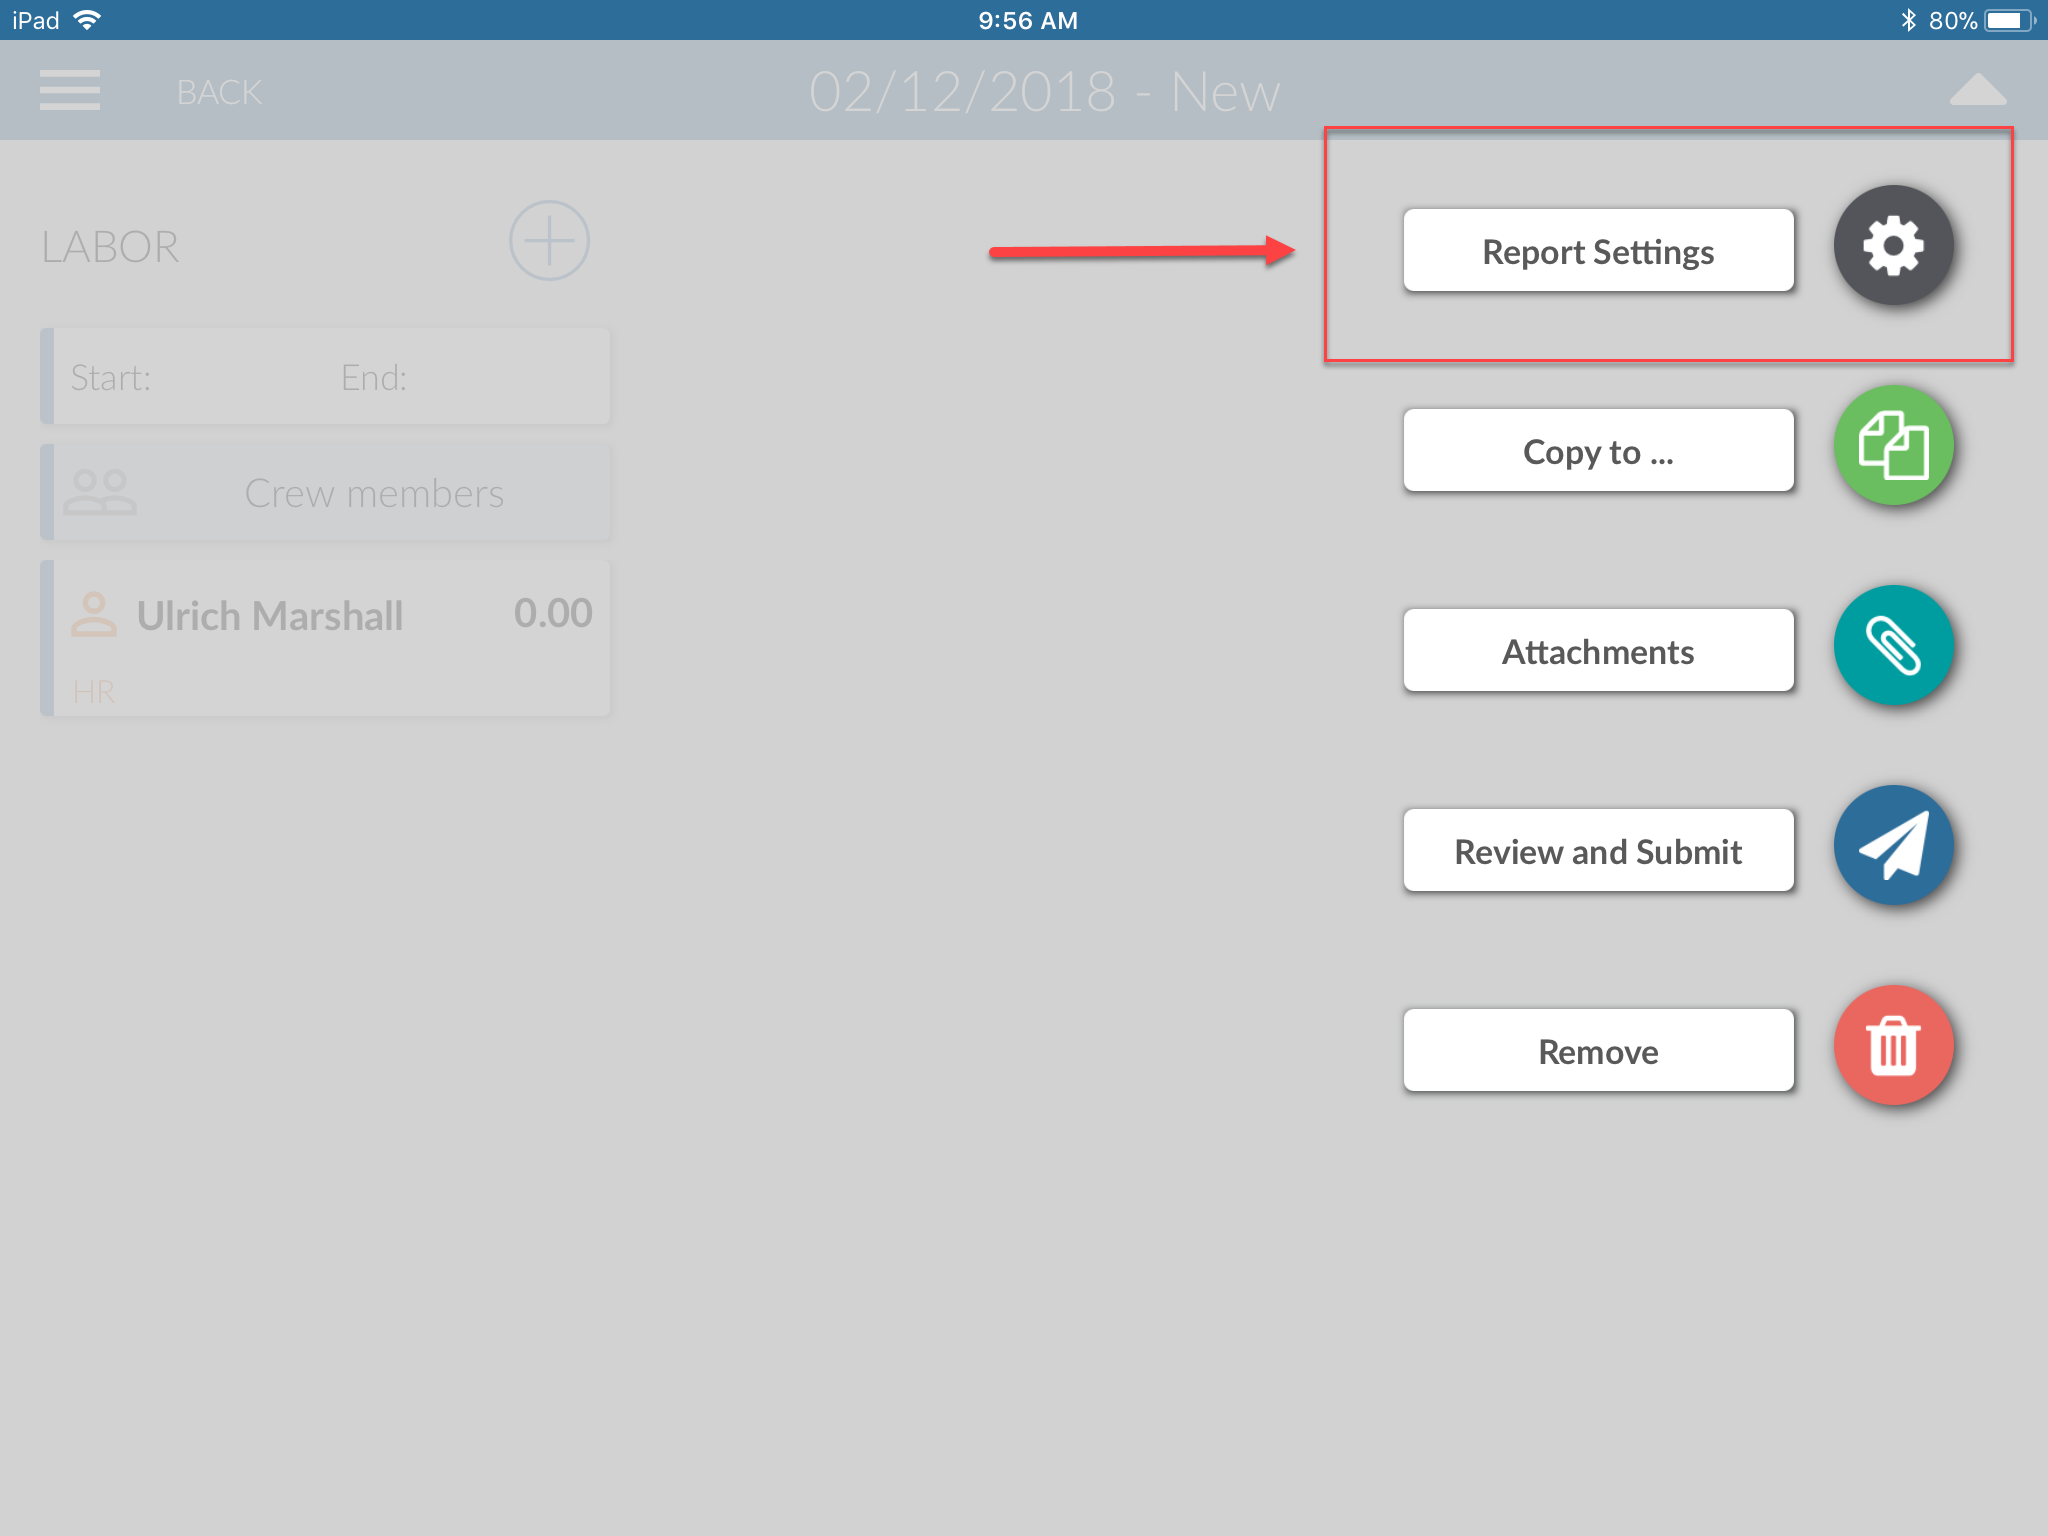 iPad 9:56 AM 80%
BACK 02/12/2018 - New
LABOR
Start: End:
Crew members
Ulrich Marshall 0.00
HR
Report Settings
Copy to ...
Attachments
Review and Submit
Remove